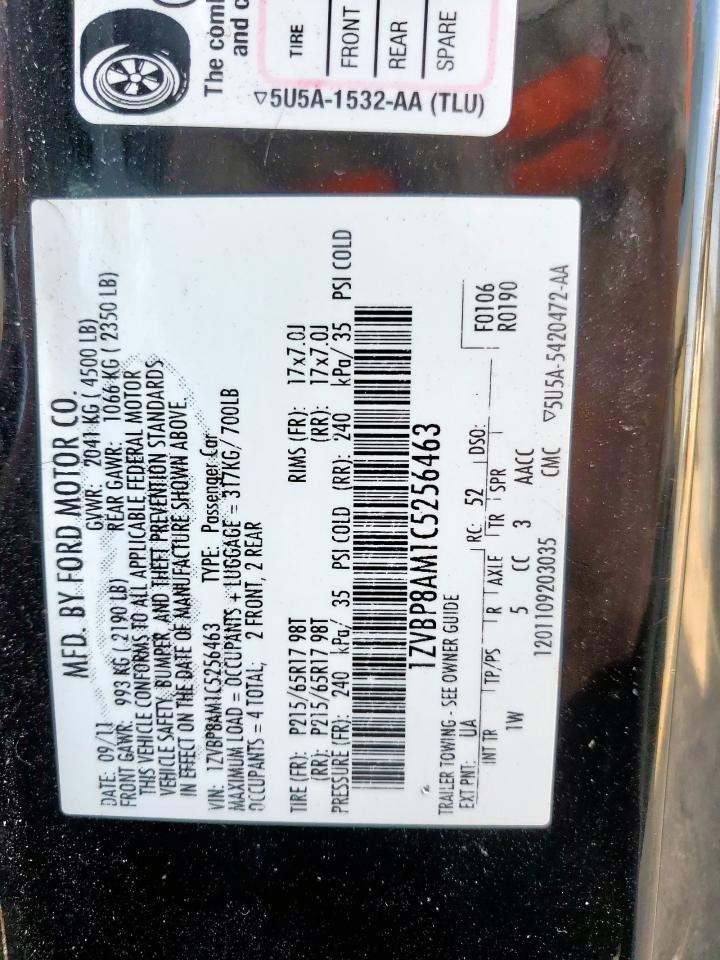 The com
and c
TIRE
FRONT
REAR
SPARE
▽5U5A-1532-AA (TLU)
MFD. BY FORD MOTOR CO.
DATE: 09/11 GVWR: 2041 KG ( 4500 LB)
FRONT GAWR: 993 KG ( 2190 LB) REAR GAWR: 1066 KG ( 2350 LB)
THIS VEHICLE CONFORMS TO ALL APPLICABLE FEDERAL MOTOR
VEHICLE SAFETY, BUMPER, AND THEFT PREVENTION STANDARDS
IN EFFECT ON THE DATE OF MANUFACTURE SHOWN ABOVE.
VIN: 1ZVBP8AM1C5256463 TYPE: Passenger Car
MAXIMUM LOAD = OCCUPANTS + LUGGAGE = 317KG/700LB
OCCUPANTS = 4 TOTAL; 2 FRONT, 2 REAR
TIRE (FR): P215/65R17 98T RIMS (FR): 17x7.0J
(RR): P215/65R17 98T (RR): 17x7.0J
PRESSURE (FR): 240 kPa/ 35 PSI COLD (RR): 240 kPa/ 35 PSI COLD
1ZVBP8AM1C5256463
TRAILER TOWING - SEE OWNER GUIDE
EXT PNT: UA RC: 52 DSO: F0106
R0190
INT TR TP/PS R AXLE TR SPR
1W 5 CC 3 AACC
1201109203035 CMC ▽5U5A-5420472-AA